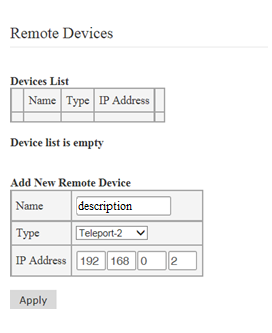 Remote Devices
Devices List
Name Type IP Address
Device list is empty
Add New Remote Device
Name description
Type Teleport-2
IP Address 192 168 0 2
Apply